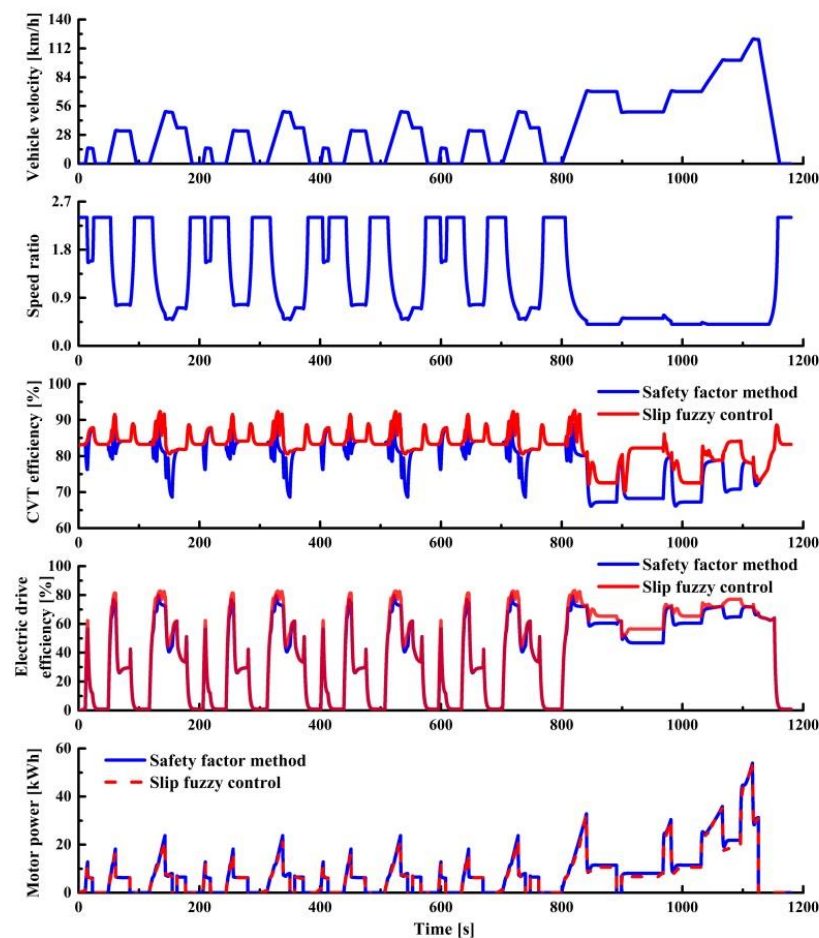 Vehicle velocity [km/h]
140
112
84
56
28
0
0 200 400 600 800 1000 1200
Speed ratio
2.7
1.8
0.9
0.0
0 200 400 600 800 1000 1200
CVT efficiency [%]
100
90
80
70
60
Safety factor method
Slip fuzzy control
0 200 400 600 800 1000 1200
Electric drive
efficiency [%]
100
80
60
40
20
0
Safety factor method
Slip fuzzy control
0 200 400 600 800 1000 1200
Motor power [kWh]
60
40
20
0
Safety factor method
Slip fuzzy control
0 200 400 600 800 1000 1200
Time [s]